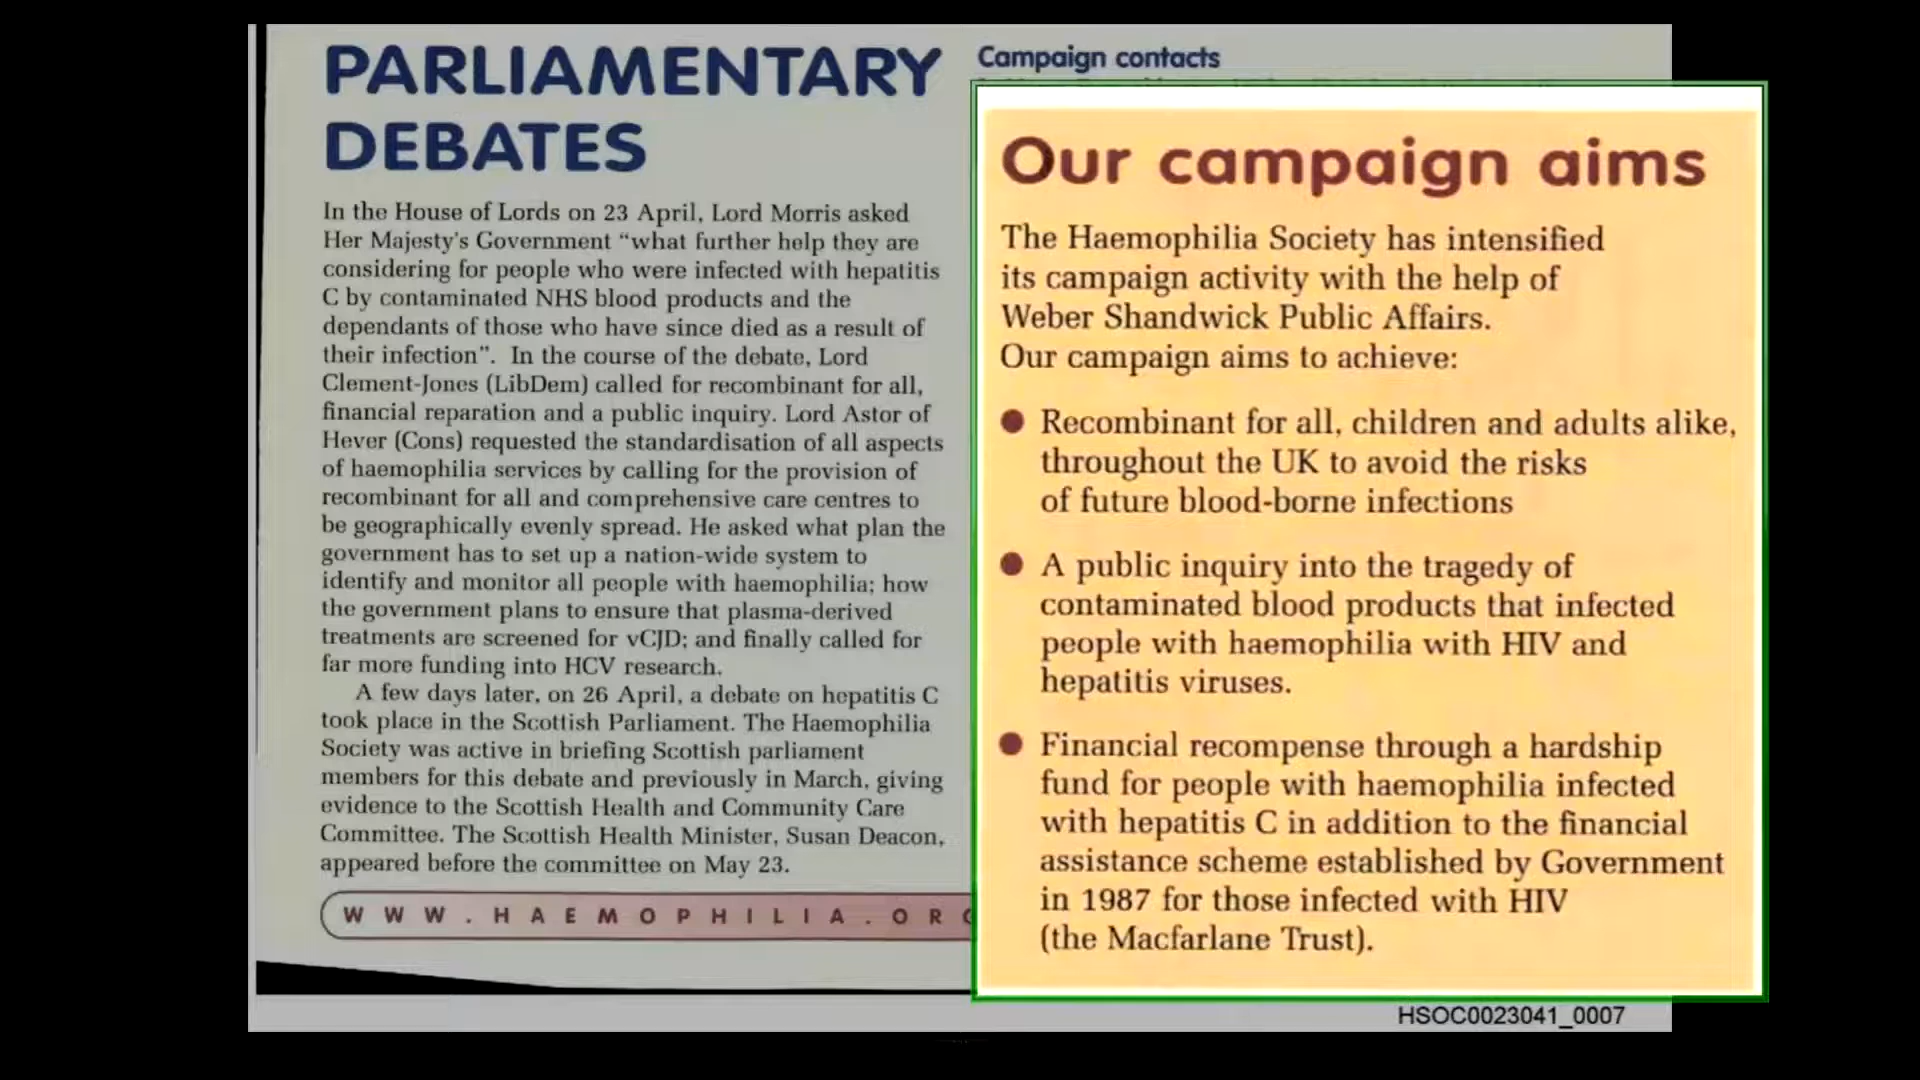 PARLIAMENTARY
DEBATES
In the House of Lords on 23 April, Lord Morris asked
Her Majesty's Government “what further help they are
considering for people who were infected with hepatitis
C by contaminated NHS blood products and the
dependants of those who have since died as a result of
their infection”. In the course of the debate, Lord
Clement-Jones (LibDem) called for recombinant for all,
financial reparation and a public inquiry. Lord Astor of
Hever (Cons) requested the standardisation of all aspects
of haemophilia services by calling for the provision of
recombinant for all and comprehensive care centres to
be geographically evenly spread. He asked what plan the
government has to set up a nation-wide system to
identify and monitor all people with haemophilia; how
the government plans to ensure that plasma-derived
treatments are screened for vCJD; and finally called for
far more funding into HCV research.
A few days later, on 26 April, a debate on hepatitis C
took place in the Scottish Parliament. The Haemophilia
Society was active in briefing Scottish parliament
members for this debate and previously in March, giving
evidence to the Scottish Health and Community Care
Committee. The Scottish Health Minister, Susan Deacon,
appeared before the committee on May 23.
WWW.HAEMOPHILIA.OR
Campaign contacts
Our campaign aims
The Haemophilia Society has intensified
its campaign activity with the help of
Weber Shandwick Public Affairs.
Our campaign aims to achieve:
● Recombinant for all, children and adults alike,
throughout the UK to avoid the risks
of future blood-borne infections
● A public inquiry into the tragedy of
contaminated blood products that infected
people with haemophilia with HIV and
hepatitis viruses.
● Financial recompense through a hardship
fund for people with haemophilia infected
with hepatitis C in addition to the financial
assistance scheme established by Government
in 1987 for those infected with HIV
(the Macfarlane Trust).
HSOC0023041_0007